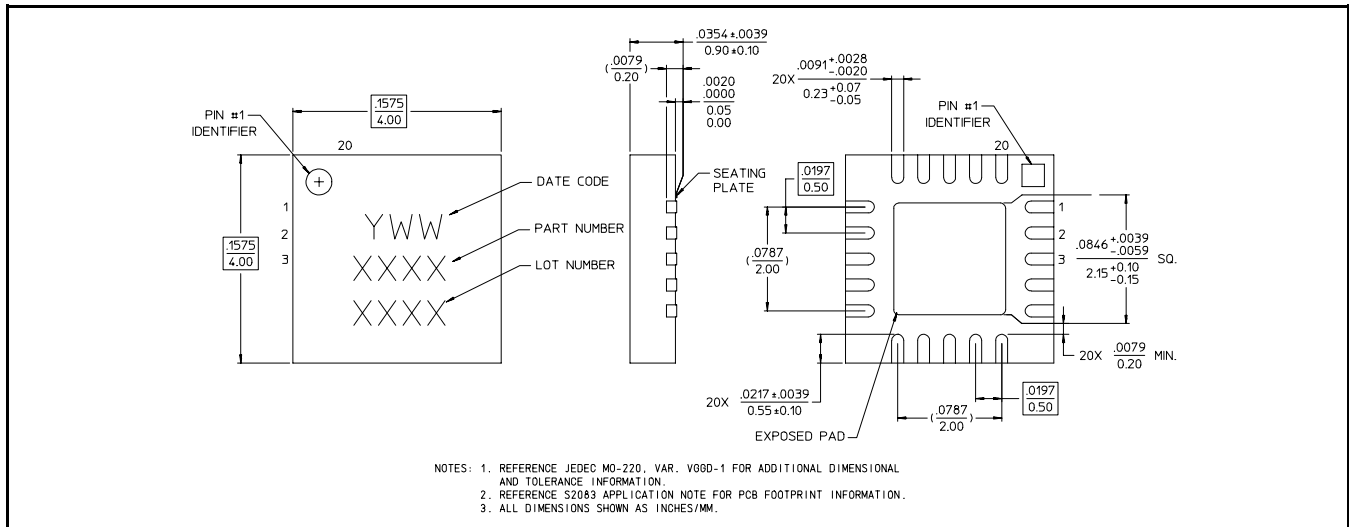 PIN #1
IDENTIFIER
.1575
4.00
20
.1575
4.00
1
2
3
YWW
XXXX
XXXX
DATE CODE
PART NUMBER
LOT NUMBER
.0354 ±.0039
0.90 ±0.10
(.0079
0.20)
.0020
.0000
0.05
0.00
SEATING
PLATE
20X .0091 +.0028
-.0020
0.23 +0.07
-0.05
PIN #1
IDENTIFIER
20
.0197
0.50
(.0787
2.00)
1
2
3
.0846 +.0039
-.0059 SQ.
2.15 +0.10
-0.15
20X .0079 MIN.
0.20
20X .0217 ±.0039
0.55 ±0.10
.0197
0.50
(.0787
2.00)
EXPOSED PAD
NOTES: 1. REFERENCE JEDEC MO-220, VAR. VGGD-1 FOR ADDITIONAL DIMENSIONAL
AND TOLERANCE INFORMATION.
2. REFERENCE S2083 APPLICATION NOTE FOR PCB FOOTPRINT INFORMATION.
3. ALL DIMENSIONS SHOWN AS INCHES/MM.